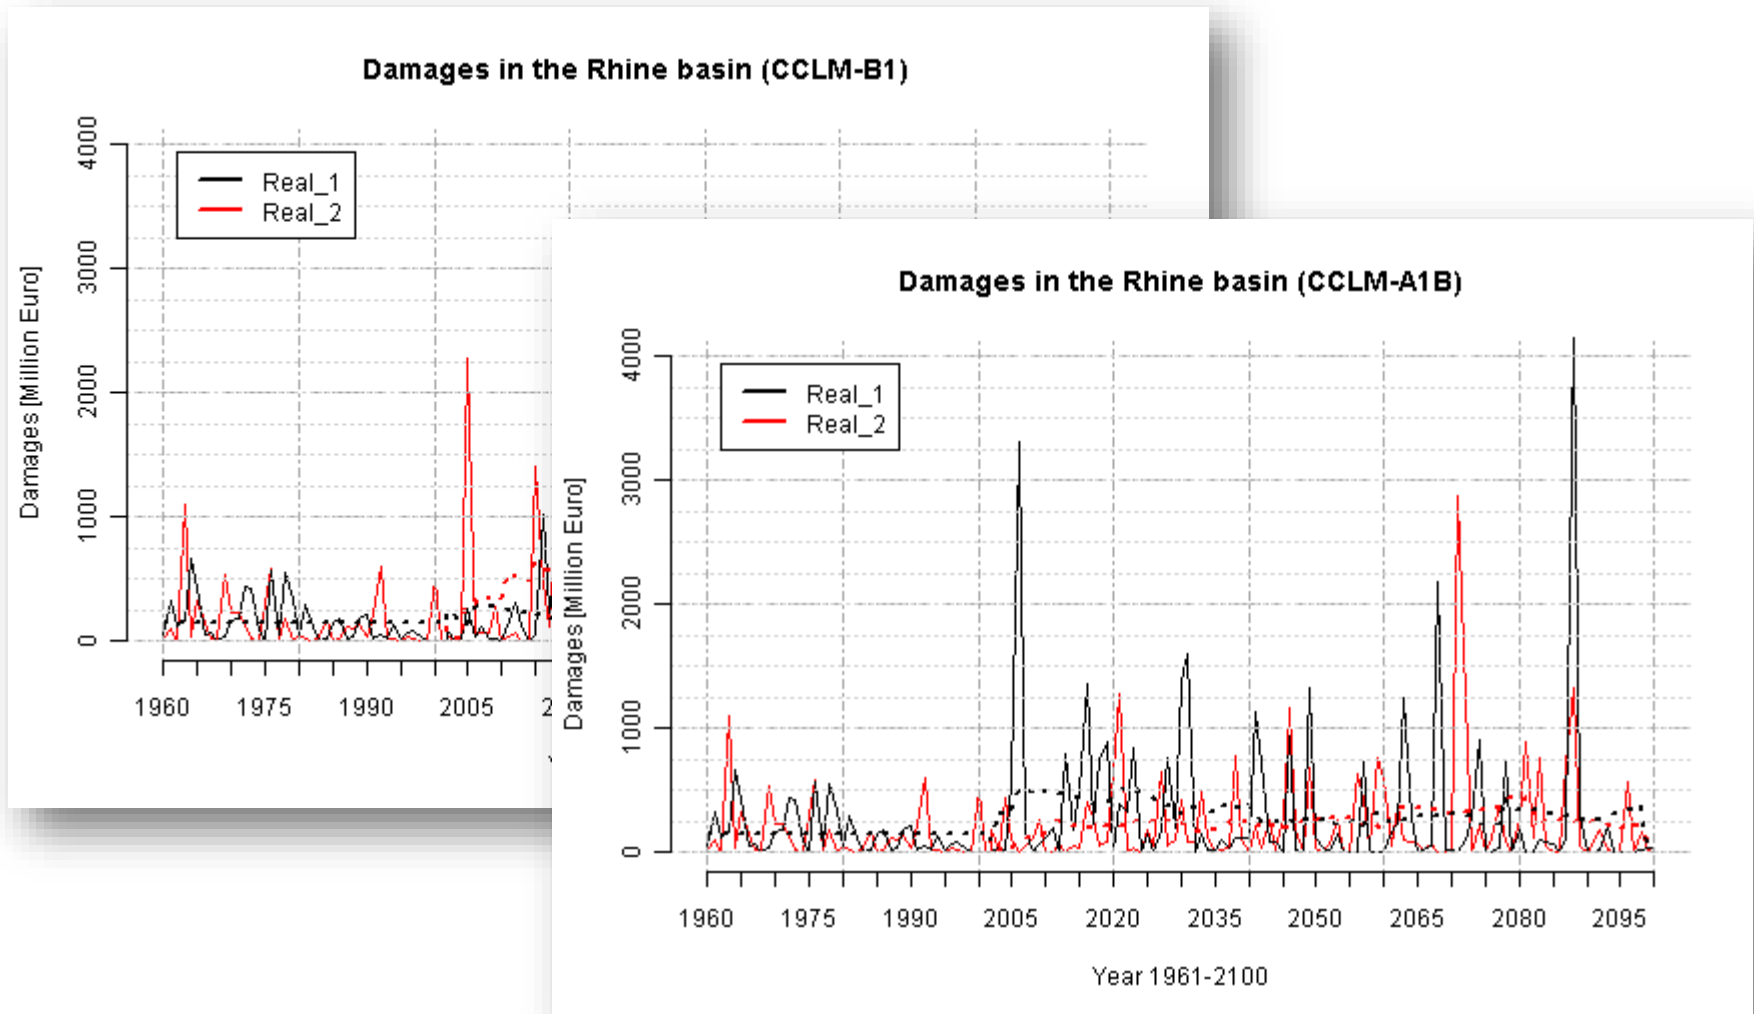 Damages in the Rhine basin (CCLM-B1)
Damages [Million Euro]
4000
3000
2000
1000
0
Real_1
Real_2
1960 1975 1990 2005 2
Damages in the Rhine basin (CCLM-A1B)
Damages [Million Euro]
4000
3000
2000
1000
0
Real_1
Real_2
1960 1975 1990 2005 2020 2035 2050 2065 2080 2095
Year 1961-2100